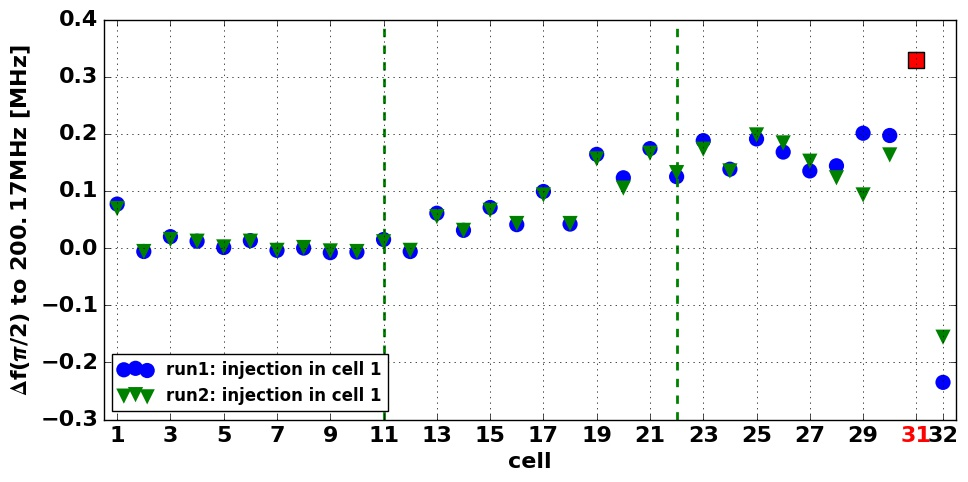 Δf(π/2) to 200.17MHz [MHz]
0.4
0.3
0.2
0.1
0.0
−0.1
−0.2
−0.3
run1: injection in cell 1
run2: injection in cell 1
1 3 5 7 9 11 13 15 17 19 21 23 25 27 29 31 32
cell